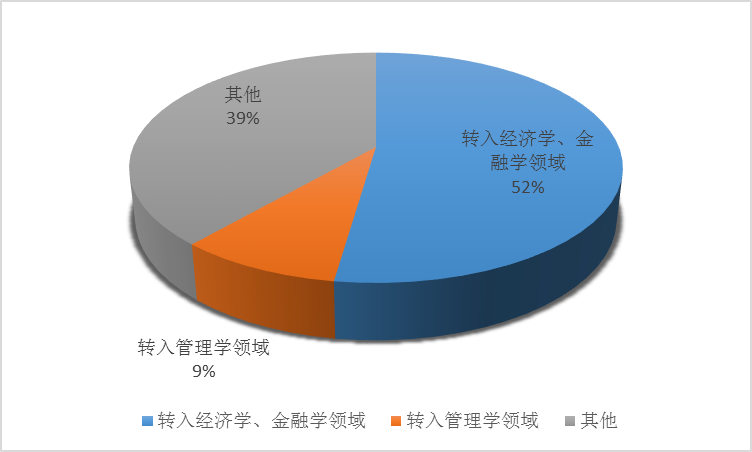 其他
39%
转入经济学、金
融学领域
52%
转入管理学领域
9%
转入经济学、金融学领域
转入管理学领域
其他